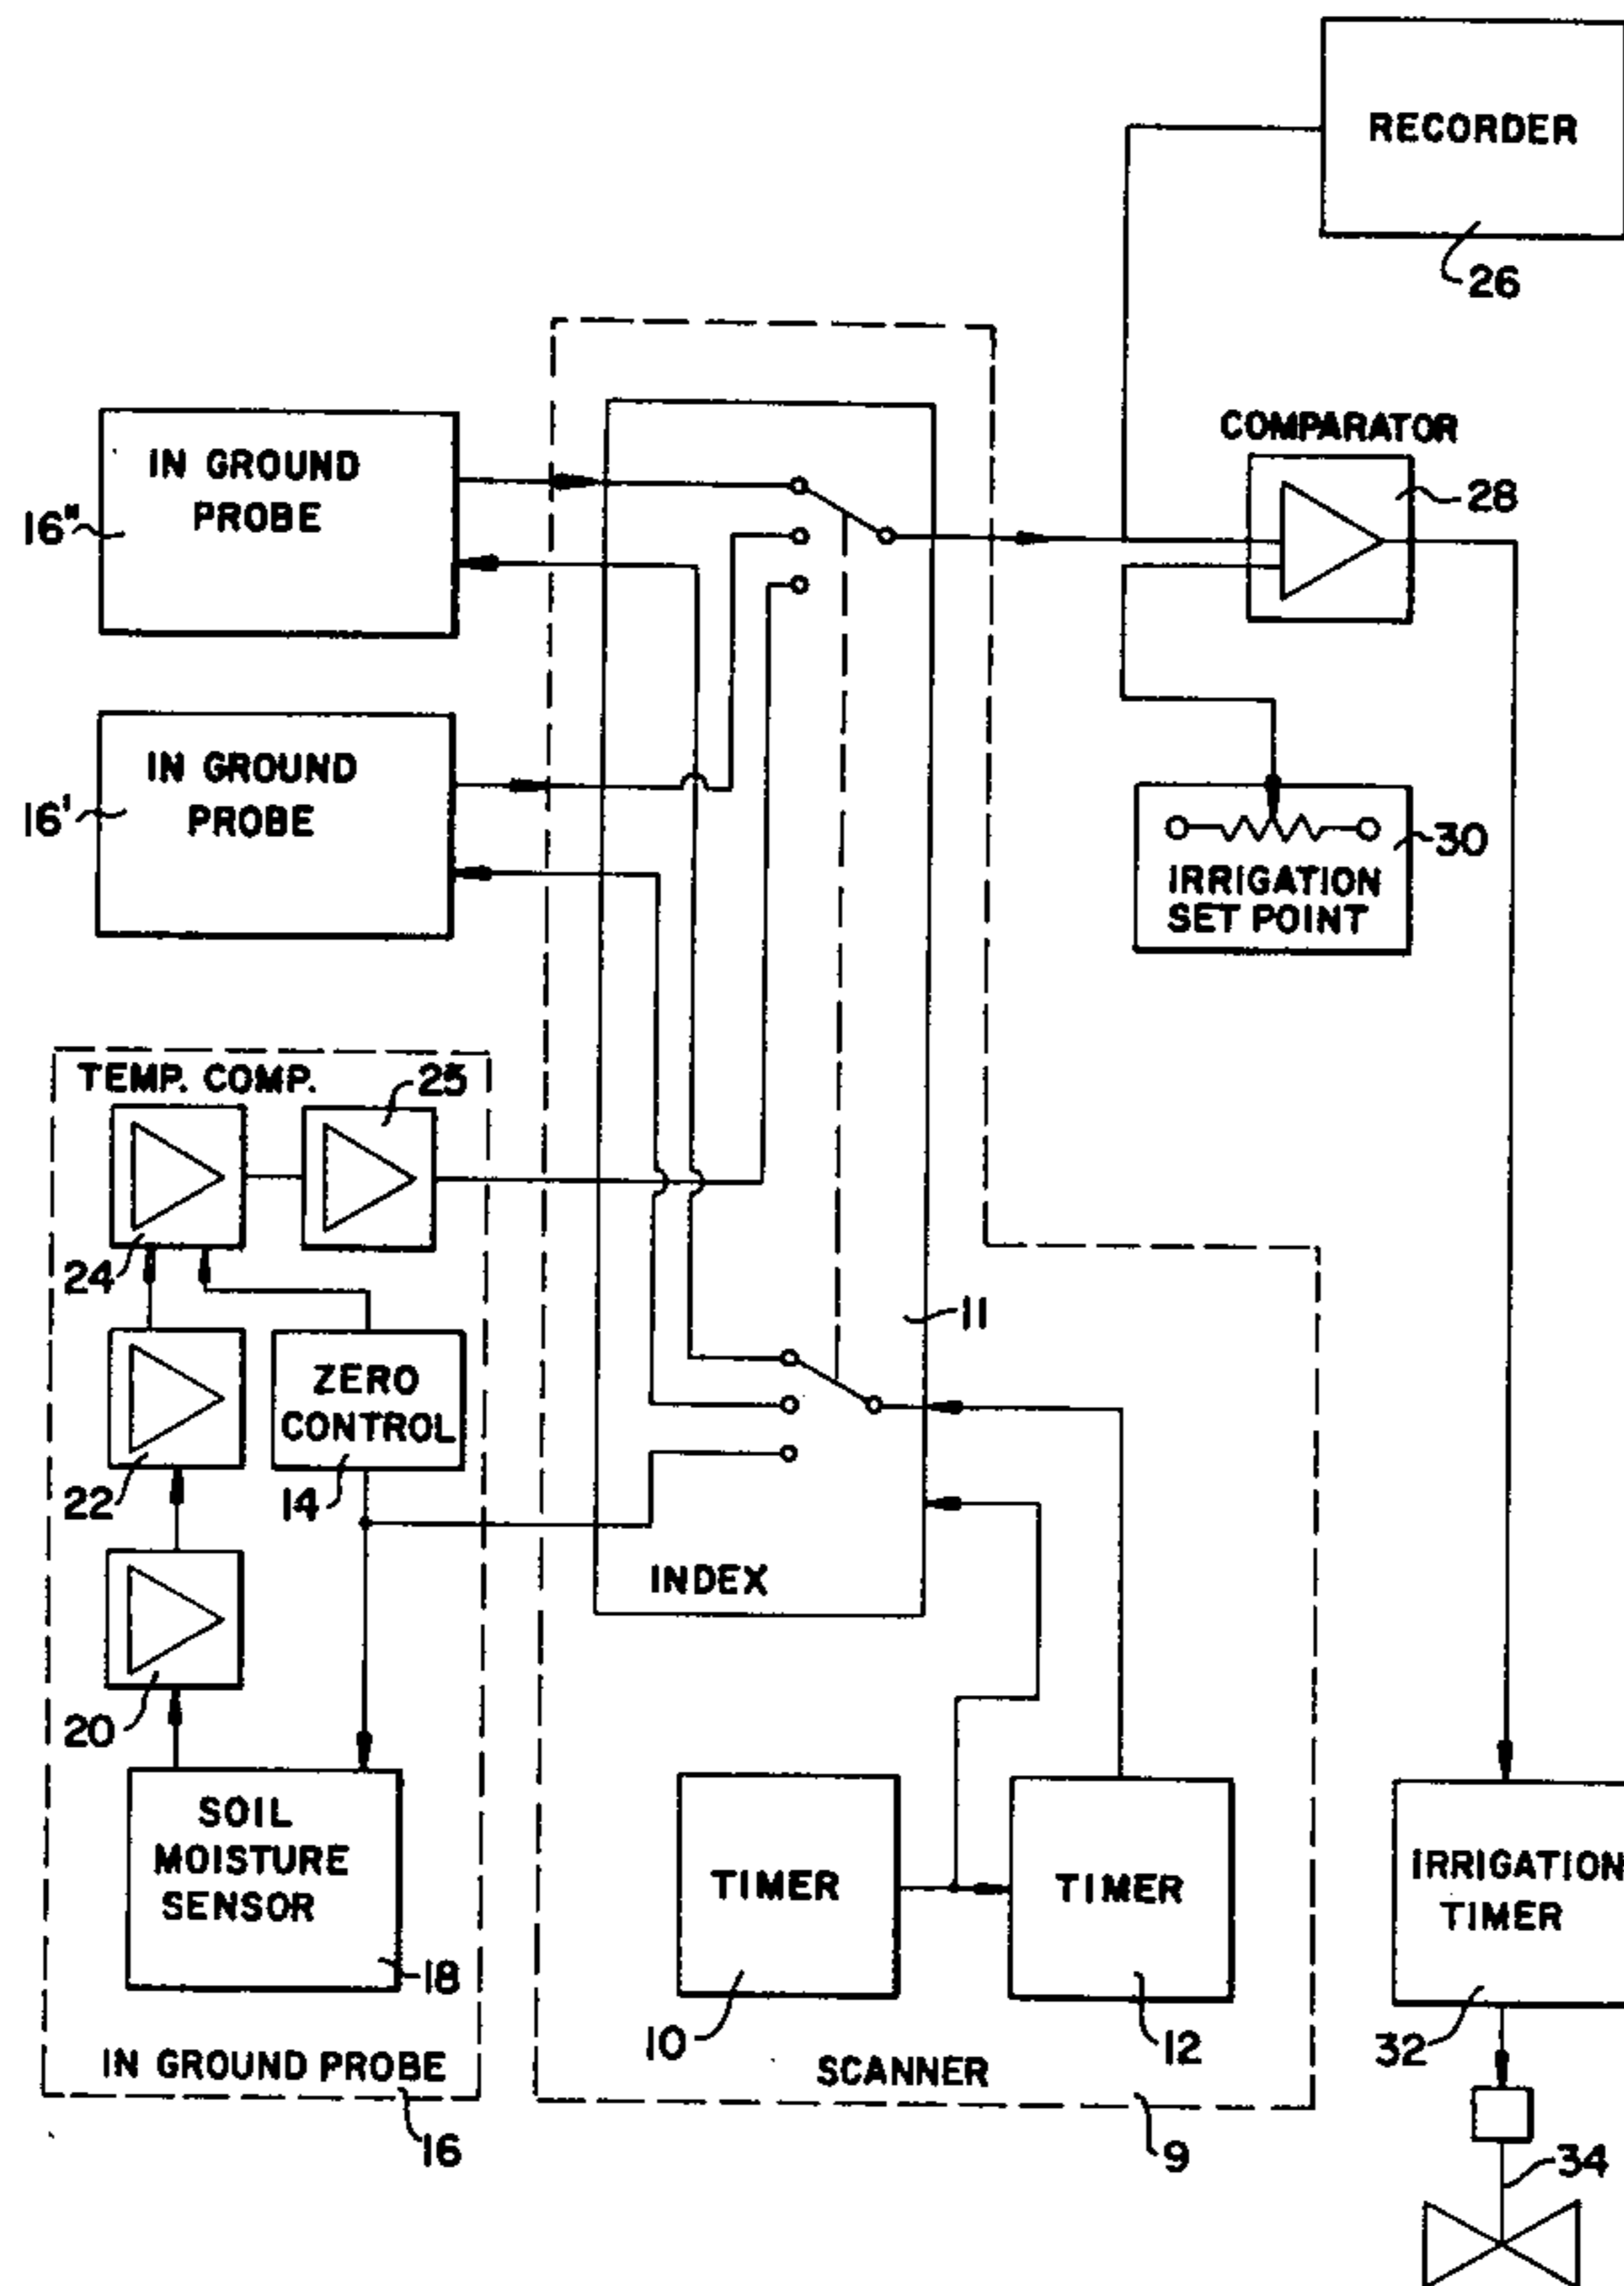 RECORDER
26
COMPARATOR
28
IN GROUND
PROBE
16"
IN GROUND
PROBE
16'
30
IRRIGATION
SET POINT
TEMP. COMP.
25
24
11
ZERO
CONTROL
22
14
INDEX
20
SOIL
MOISTURE
SENSOR
18
TIMER
TIMER
IRRIGATION
TIMER
10
12
32
IN GROUND PROBE
SCANNER
16
9
34